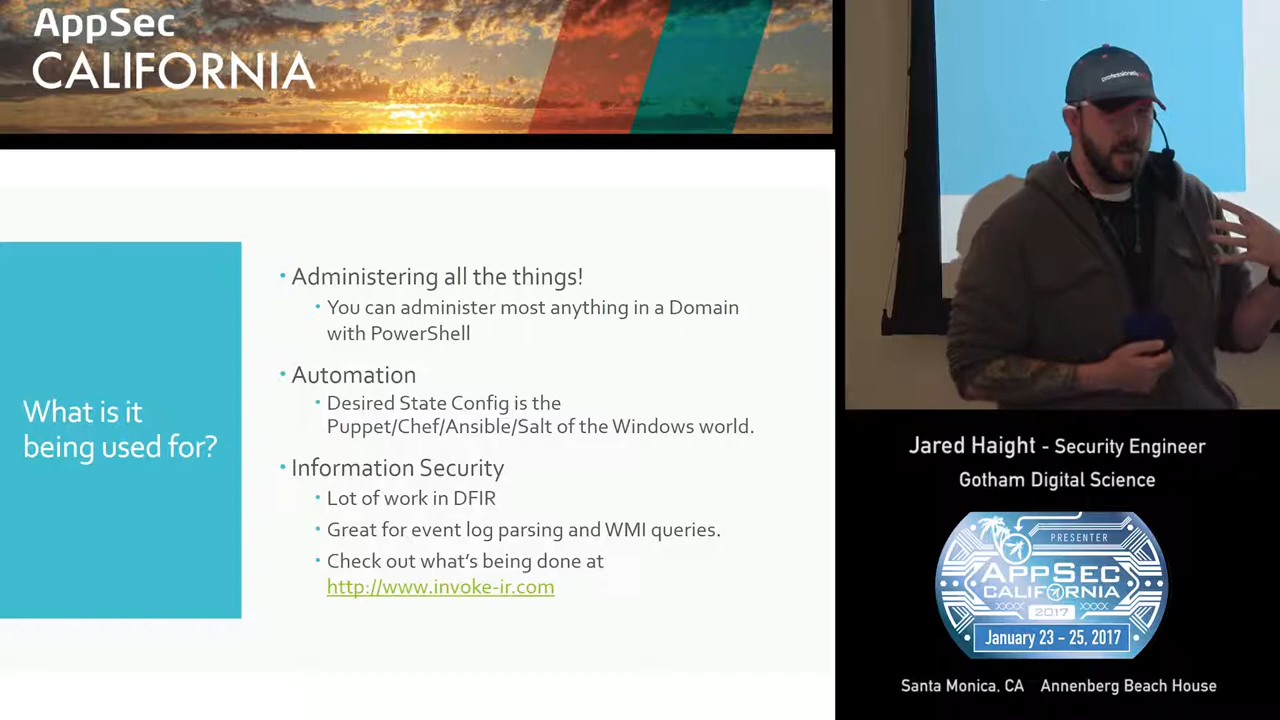 AppSec
CALIFORNIA
What is it
being used for?
• Administering all the things!
• You can administer most anything in a Domain
with PowerShell
• Automation
• Desired State Config is the
Puppet/Chef/Ansible/Salt of the Windows world.
• Information Security
• Lot of work in DFIR
• Great for event log parsing and WMI queries.
• Check out what's being done at
http://www.invoke-ir.com
Jared Haight - Security Engineer
Gotham Digital Science
PRESENTER
APPSEC
CALIFORNIA
2017
January 23 - 25, 2017
Santa Monica, CA Annenberg Beach House